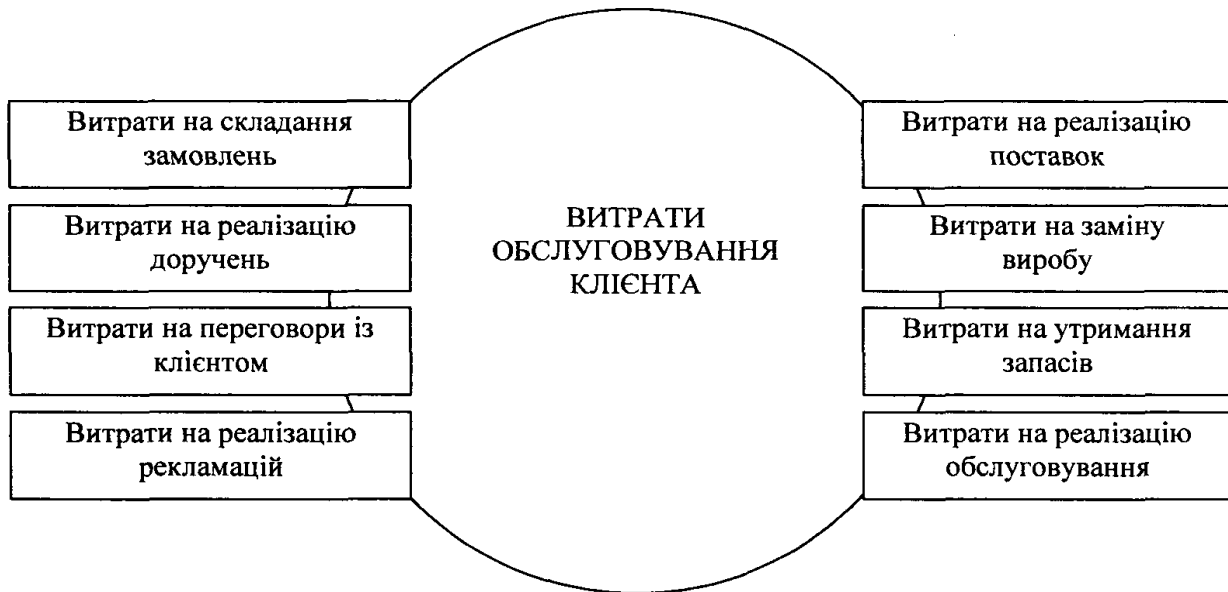 Витрати на складання
замовлень
Витрати на реалізацію
доручень
Витрати на переговори із
клієнтом
Витрати на реалізацію
рекламацій
ВИТРАТИ
ОБСЛУГОВУВАННЯ
КЛІЄНТА
Витрати на реалізацію
поставок
Витрати на заміну
виробу
Витрати на утримання
запасів
Витрати на реалізацію
обслуговування